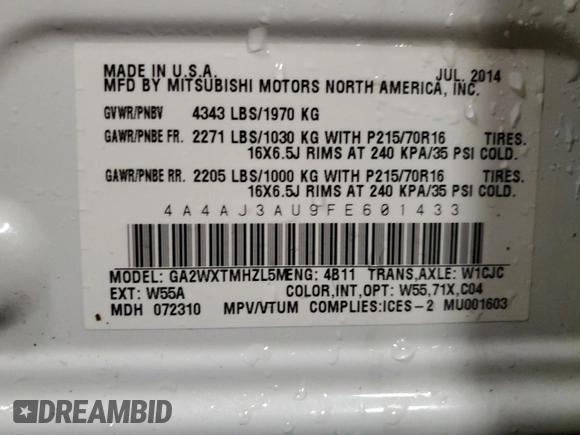 MADE IN U.S.A. JUL. 2014
MFD BY MITSUBISHI MOTORS NORTH AMERICA, INC.
GVWR/PNBV 4343 LBS/1970 KG
GAWR/PNBE FR. 2271 LBS/1030 KG WITH P215/70R16 TIRES.
16X6.5J RIMS AT 240 KPA/35 PSI COLD.
GAWR/PNBE RR. 2205 LBS/1000 KG WITH P215/70R16 TIRES.
16X6.5J RIMS AT 240 KPA/35 PSI COLD.
4A4AJ3AU9FE601433
MODEL: GA2WXTMHZL5M ENG: 4B11 TRANS,AXLE: W1CJC
EXT: W55A COLOR,INT,OPT: W55,71X,C04
MDH 072310 MPV/VTUM COMPLIES:ICES-2 MU001603
DREAMBID